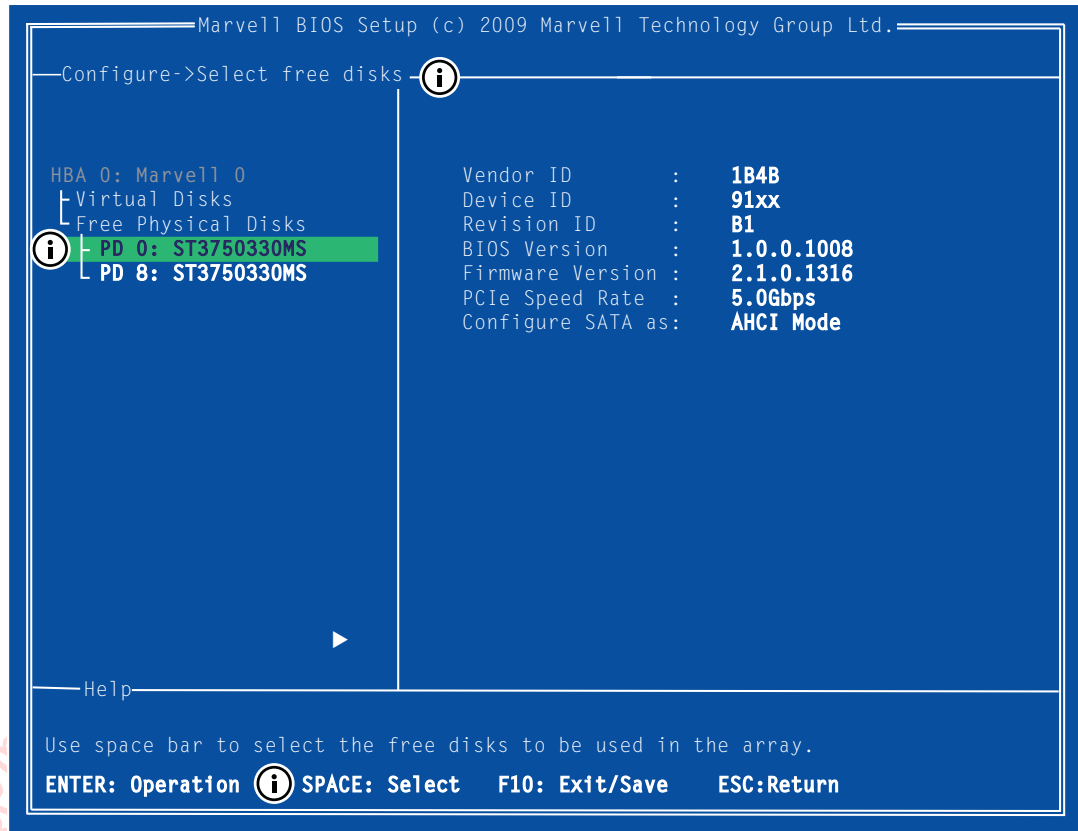 Marvell BIOS Setup (c) 2009 Marvell Technology Group Ltd.
Configure->Select free disks
i
HBA 0: Marvell 0
Virtual Disks
Free Physical Disks
i
PD 0: ST3750330MS
PD 8: ST3750330MS
Vendor ID : 1B4B
Device ID : 91xx
Revision ID : B1
BIOS Version : 1.0.0.1008
Firmware Version : 2.1.0.1316
PCIe Speed Rate : 5.0Gbps
Configure SATA as: AHCI Mode
Help
Use space bar to select the free disks to be used in the array.
ENTER: Operation i SPACE: Select F10: Exit/Save ESC:Return